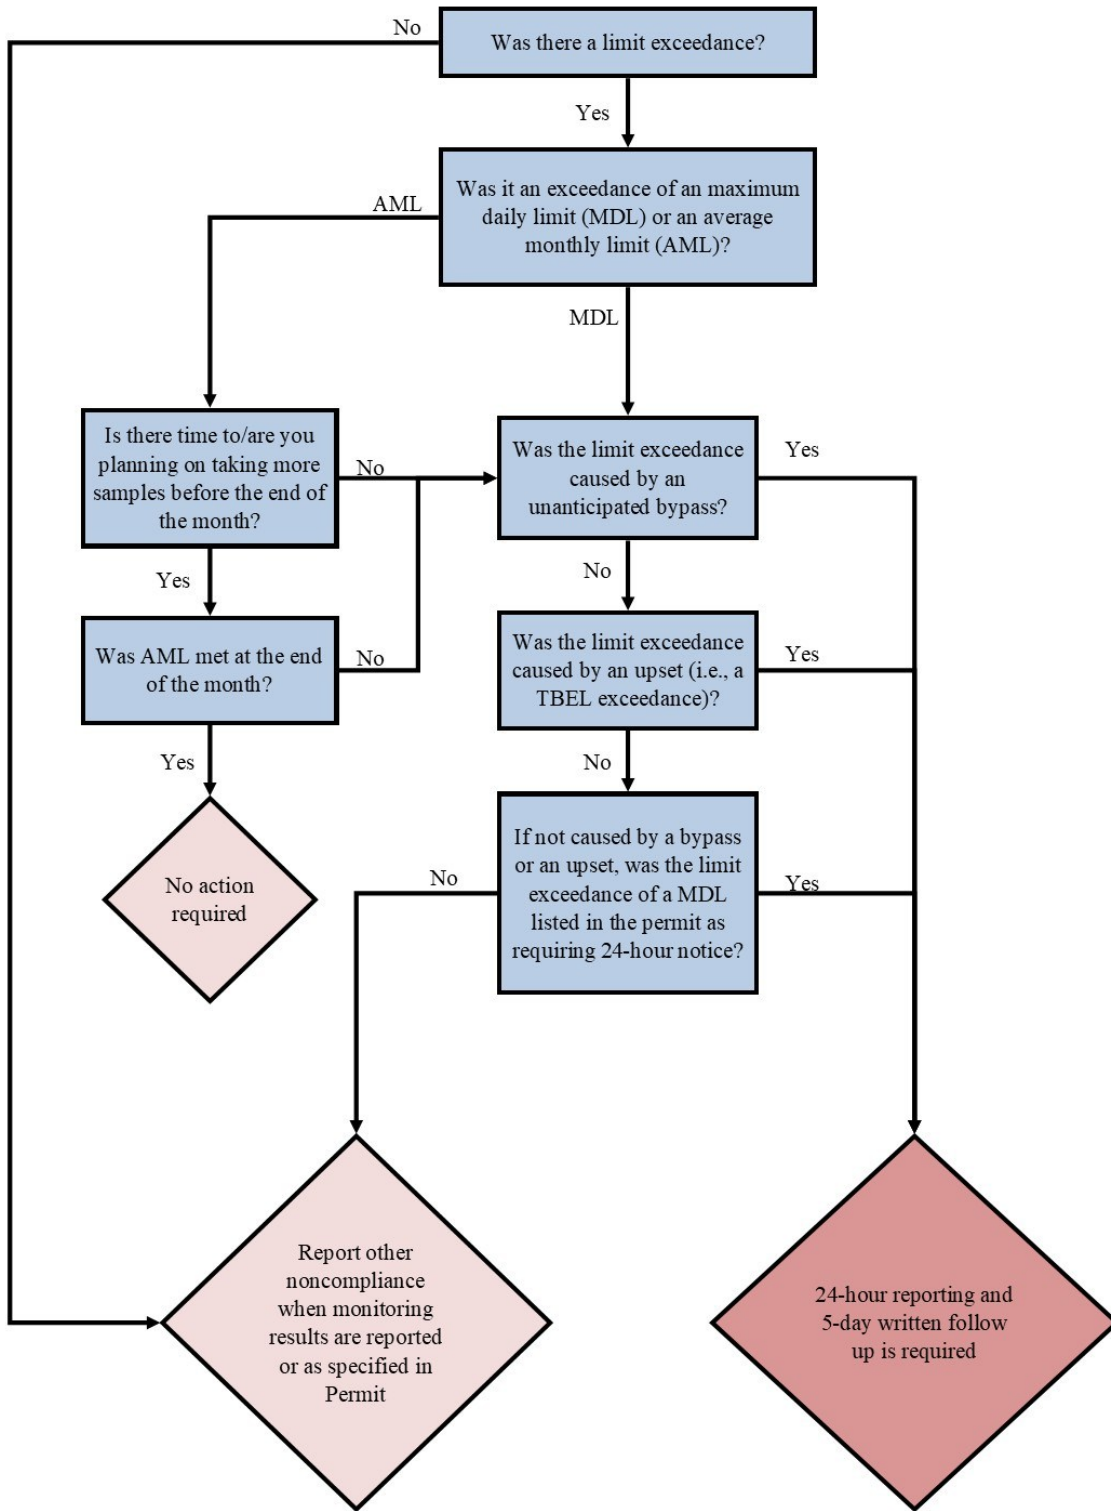 No
Was there a limit exceedance?
Yes
Was it an exceedance of an maximum
daily limit (MDL) or an average
monthly limit (AML)?
AML
MDL
Is there time to/are you
planning on taking more
samples before the end of
the month?
No
Was the limit exceedance
caused by an
unanticipated bypass?
Yes
Yes
No
Was AML met at the end
of the month?
No
Was the limit exceedance
caused by an upset (i.e., a
TBEL exceedance)?
Yes
Yes
No
No action
required
No
If not caused by a bypass
or an upset, was the limit
exceedance of a MDL
listed in the permit as
requiring 24-hour notice?
Yes
Report other
noncompliance
when monitoring
results are reported
or as specified in
Permit
24-hour reporting and
5-day written follow
up is required